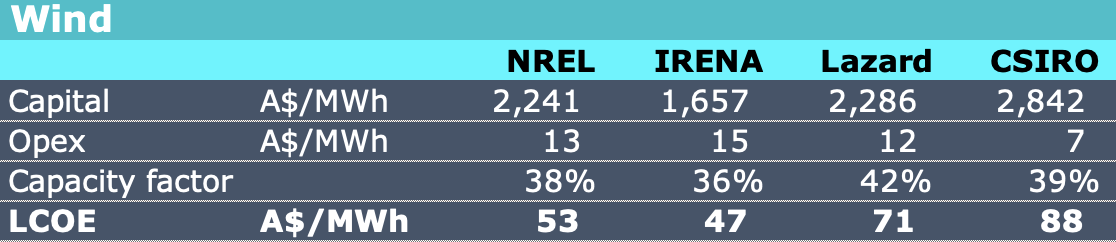 Wind
NREL IRENA Lazard CSIRO
Capital A$/MWh 2,241 1,657 2,286 2,842
Opex A$/MWh 13 15 12 7
Capacity factor 38% 36% 42% 39%
LCOE A$/MWh 53 47 71 88